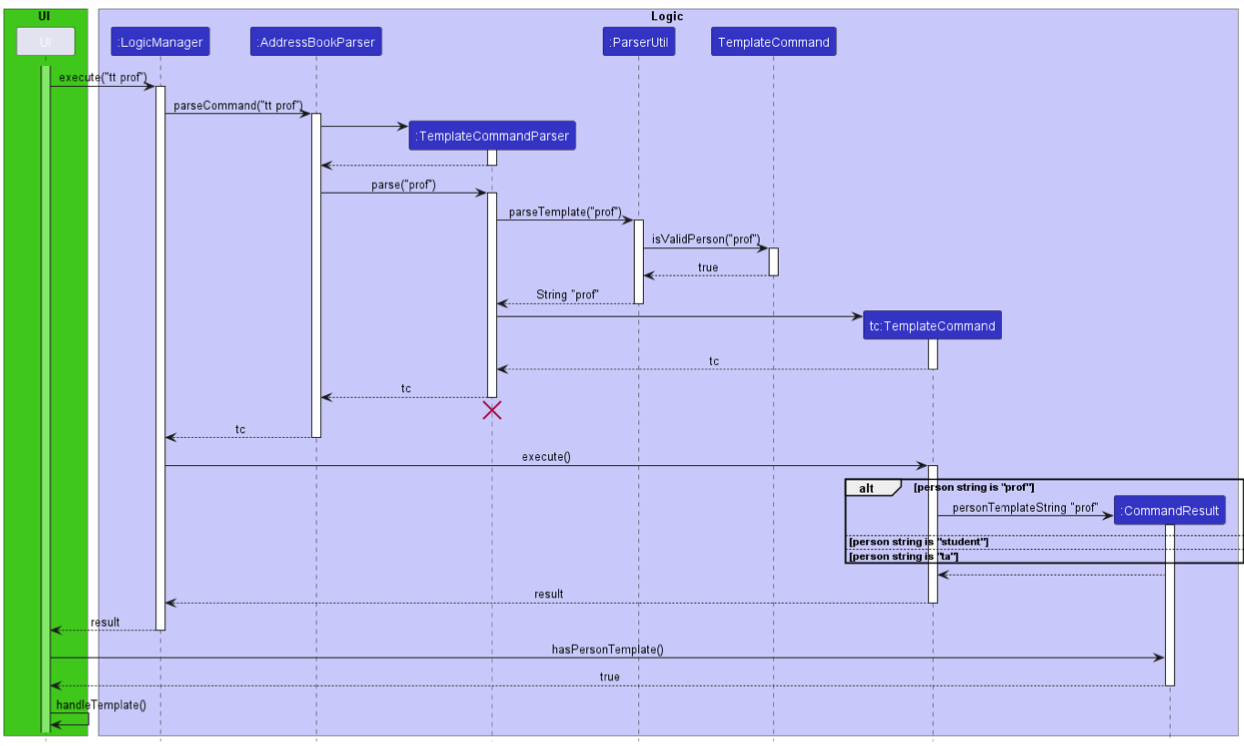 UI
Logic
UI
:LogicManager
:AddressBookParser
:ParserUtil
TemplateCommand
execute("tt prof")
parseCommand("tt prof")
:TemplateCommandParser
parse("prof")
parseTemplate("prof")
isValidPerson("prof")
true
String "prof"
tc:TemplateCommand
tc
tc
tc
execute()
alt
[person string is "prof"]
personTemplateString "prof"
:CommandResult
[person string is "student"]
[person string is "ta"]
result
result
hasPersonTemplate()
true
handleTemplate()